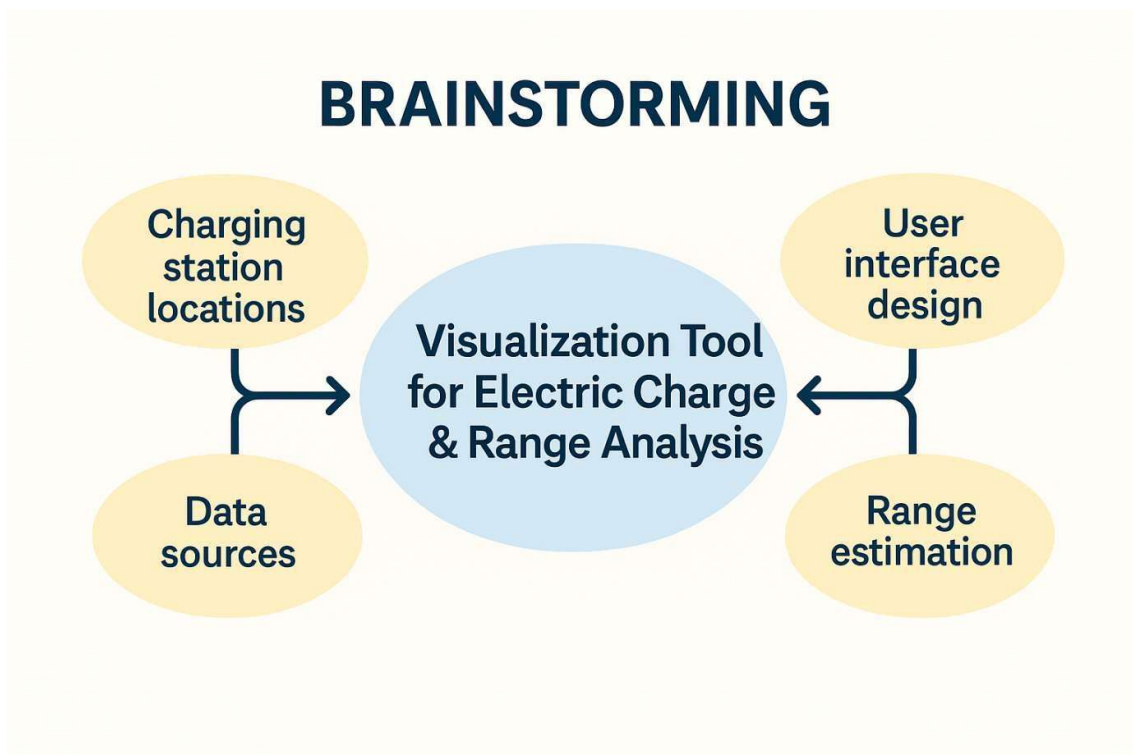 BRAINSTORMING
Charging
station
locations
User
interface
design
Visualization Tool
for Electric Charge
& Range Analysis
Data
sources
Range
estimation